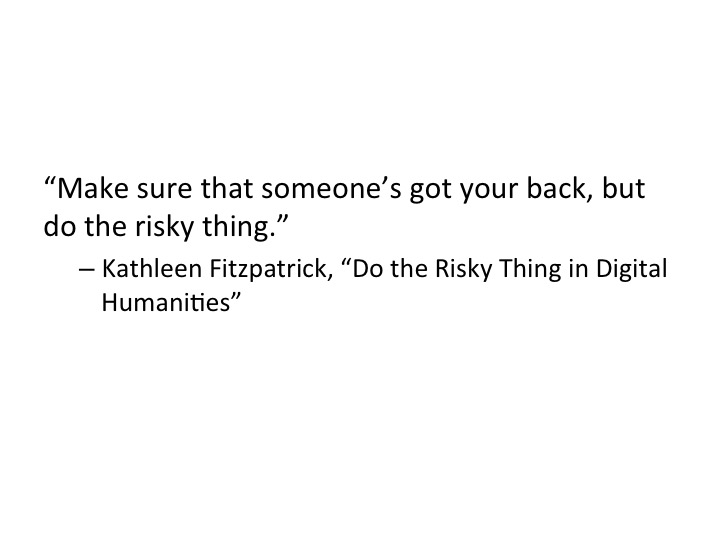 “Make sure that someone’s got your back, but
do the risky thing.”
– Kathleen Fitzpatrick, “Do the Risky Thing in Digital
Humanities”